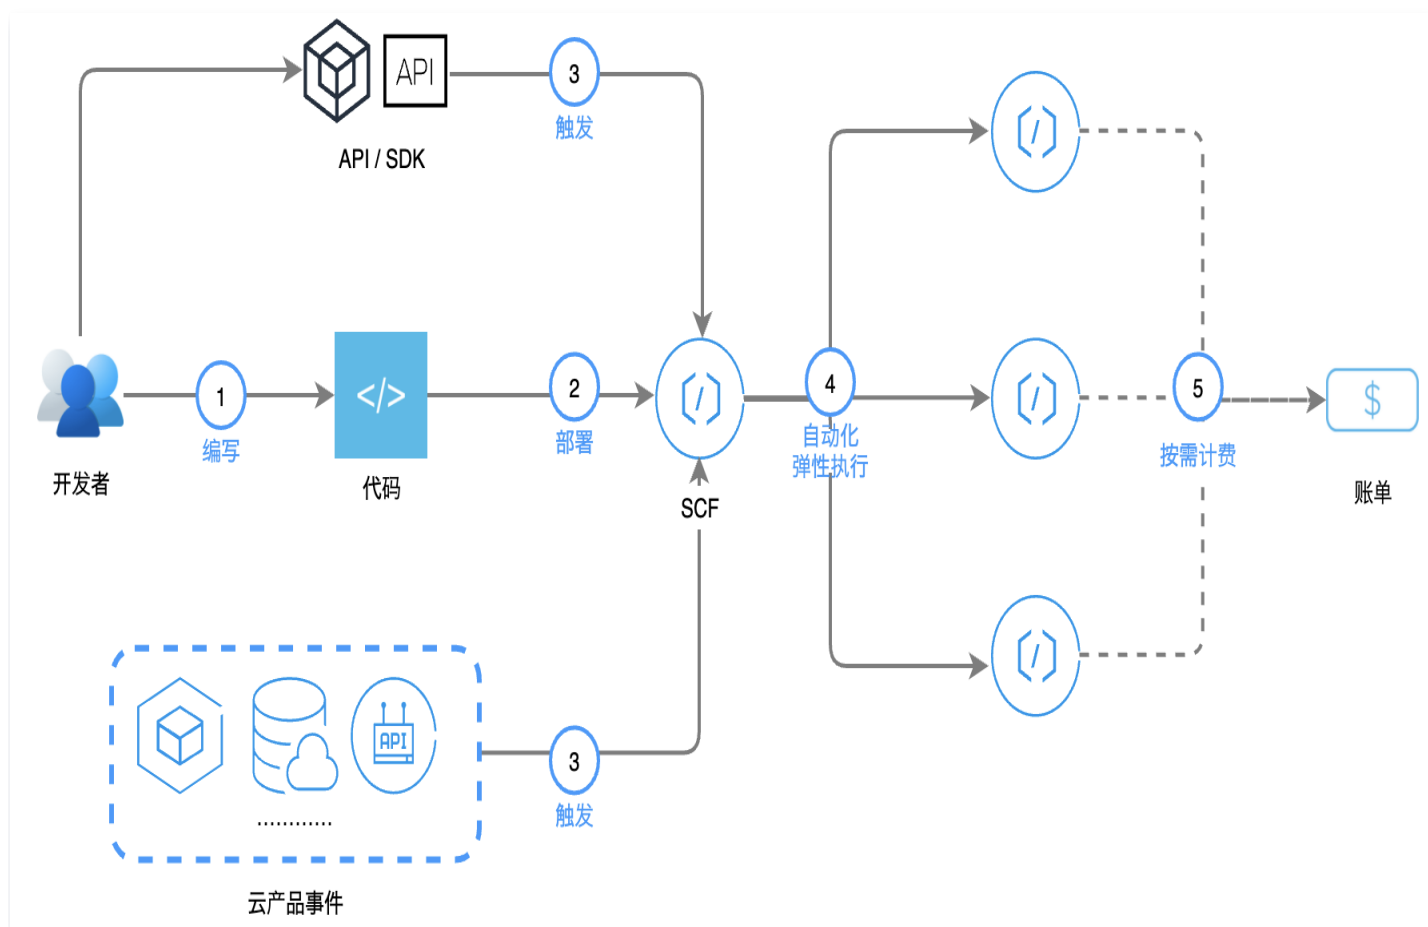 API
3
触发
API / SDK
1
编写
</>
2
部署
4
自动化
弹性执行
5
按需计费
$
开发者
代码
SCF
账单
API
............
3
触发
云产品事件